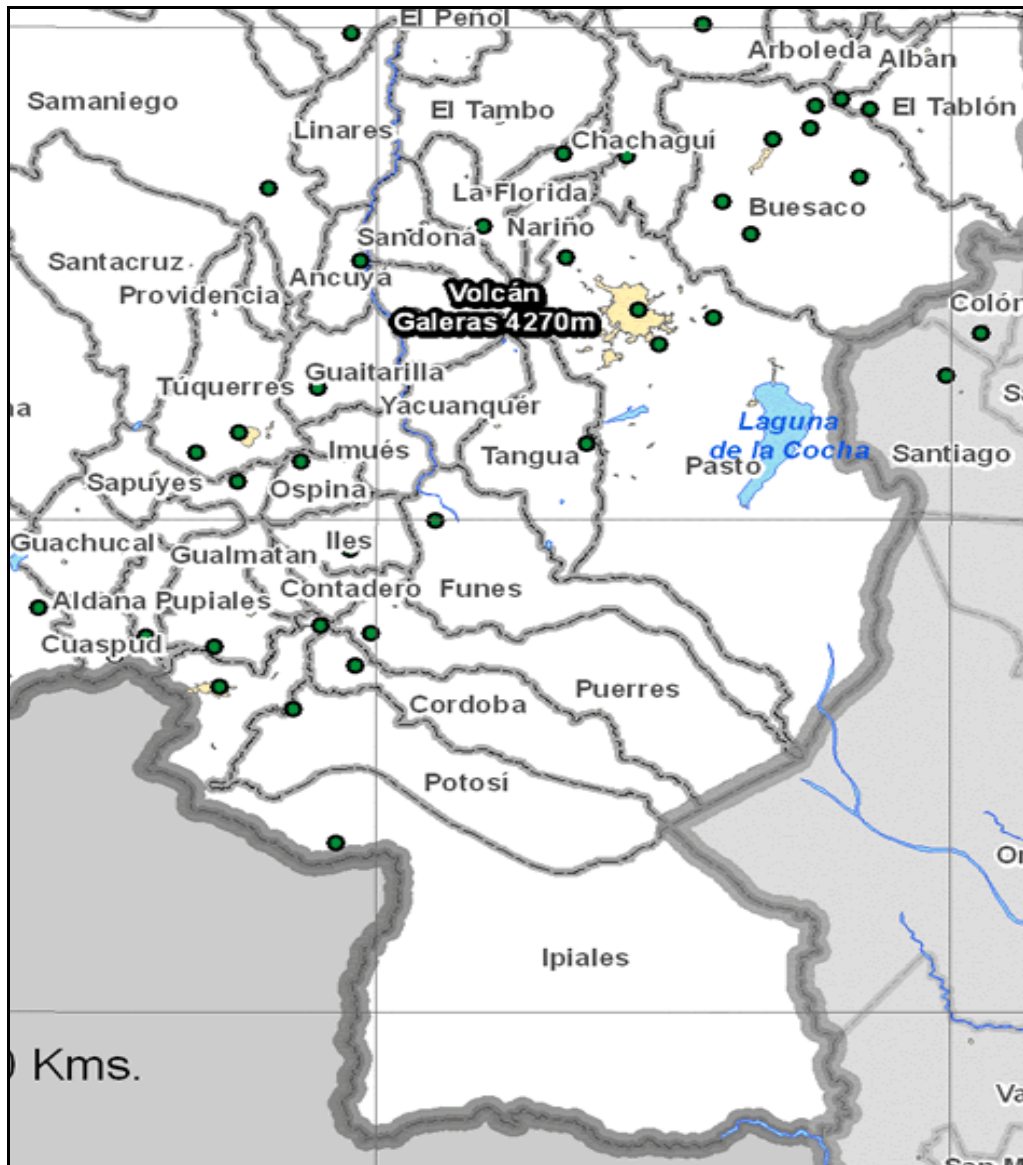 El Peñol
Arboleda
Albán
Samaniego
El Tambo
El Tablón
Linares
Chachaguí
La Florida
Buesaco
Sandoná
Nariño
Santacruz
Ancuya
Providencia
Volcán
Galeras 4270m
Colón
Túquerres
Guaitarilla
Yacuanquer
Laguna
de la Cocha
Imués
Tangua
Pasto
Santiago
Sapuyes
Ospina
Guachucal
Gualmatan
Iles
Contadero
Funes
Aldana
Pupiales
Cuaspud
Puerres
Cordoba
Potosí
Ipiales
Kms.